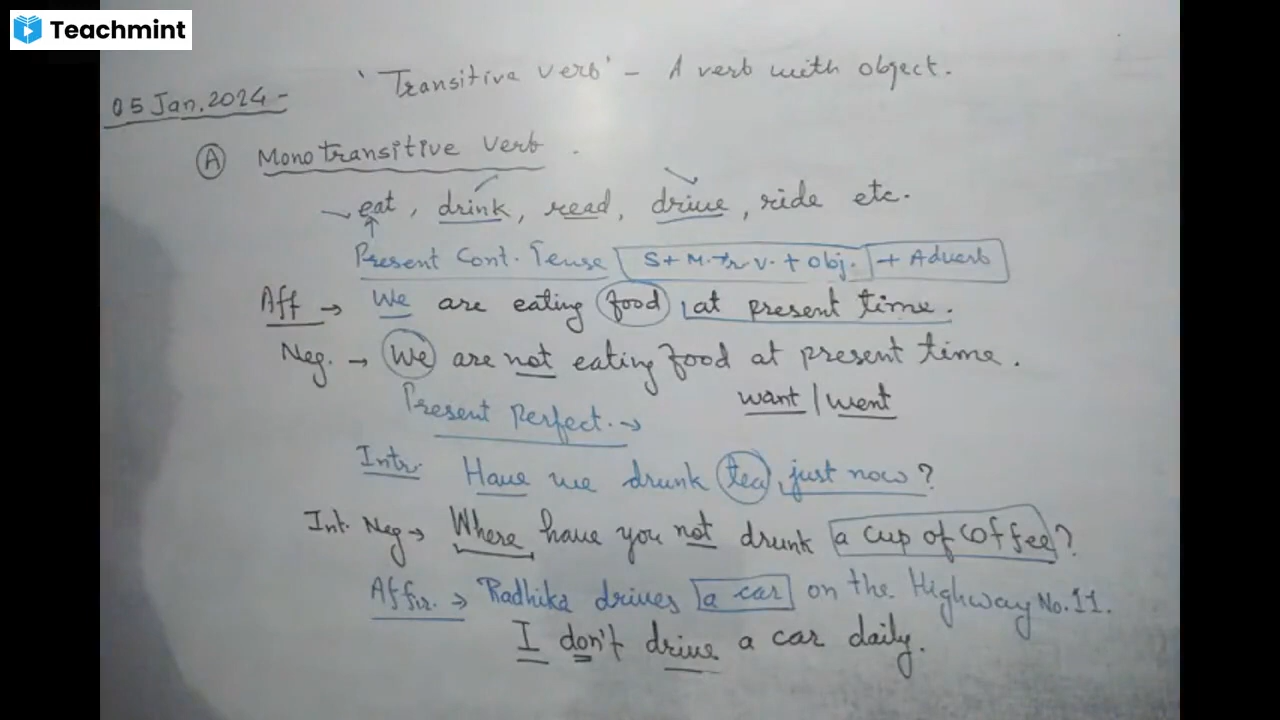 Teachmint
'Transitive verb' - A verb with object.
05 Jan. 2024 -
(A) Monotransitive verb .
eat, drink, read, drive, ride etc.
Present Cont. Tense S + M. tr. v. + Obj. + Adverb
Aff → We are eating food at present time.
Neg. → We are not eating food at present time.
want / went
Present Perfect. →
Intr. Have we drunk tea just now?
Int. Neg → Where have you not drunk a cup of coffee?
Affir. → Radhika drives a car on the Highway No. 11.
I don't drive a car daily.